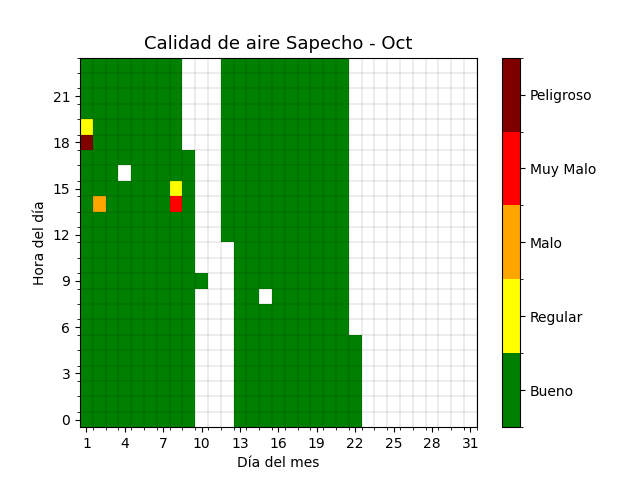 Calidad de aire Sapecho - Oct
21
18
15
12
9
6
3
0
Hora del día
1 4 7 10 13 16 19 22 25 28 31
Día del mes
Peligroso
Muy Malo
Malo
Regular
Bueno